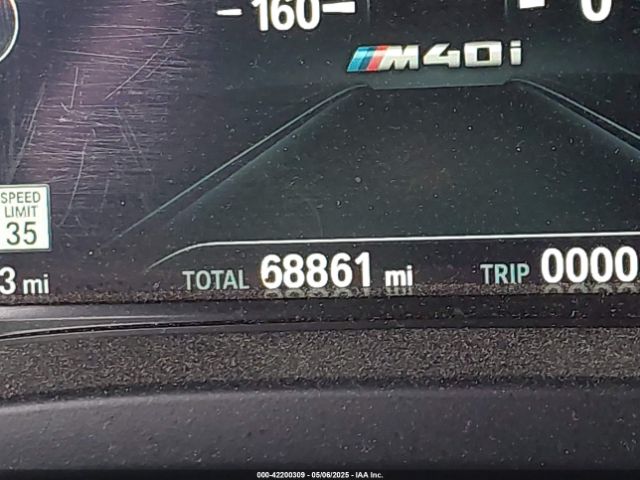 160
0
M40i
SPEED
LIMIT
35
3 mi
TOTAL 68861 mi
TRIP 0000
000-42200309 - 05/06/2025 - IAA Inc.